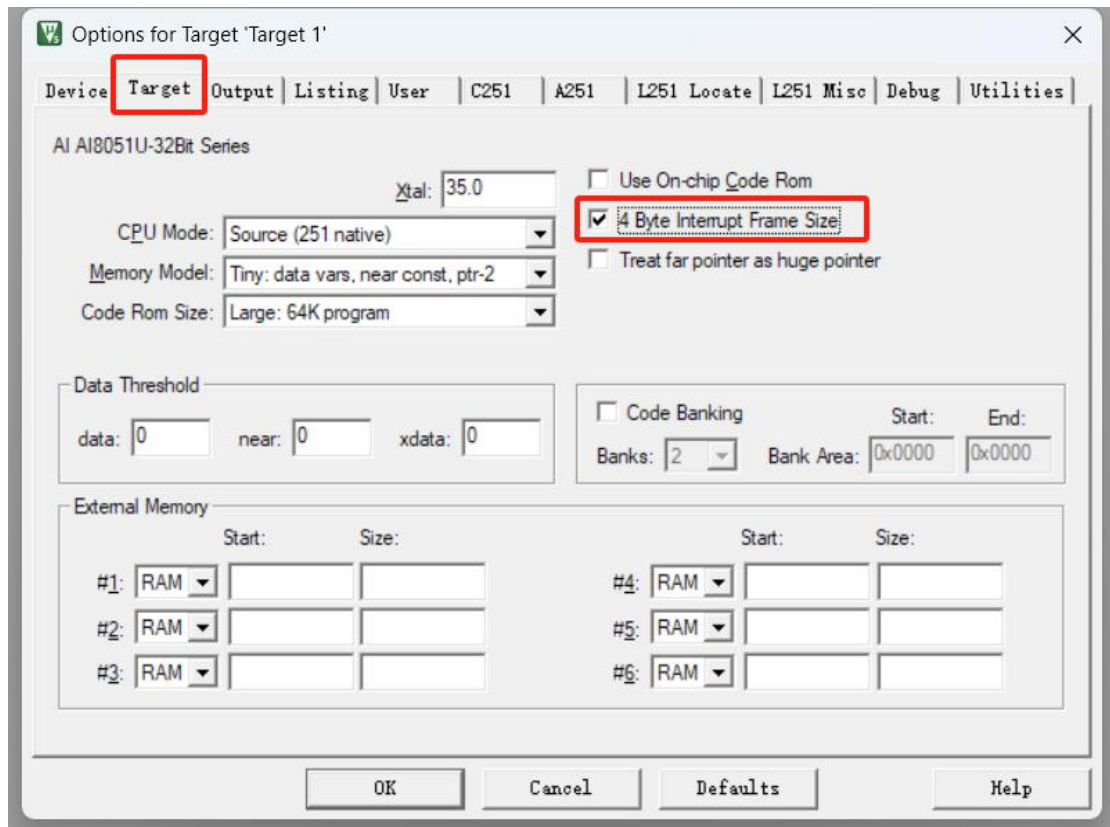 Options for Target 'Target 1'
Device Target Output Listing User C251 A251 L251 Locate L251 Misc Debug Utilities
AI AI8051U-32Bit Series
Xtal: 35.0
Use On-chip Code Rom
CPU Mode: Source (251 native)
4 Byte Interrupt Frame Size
Memory Model: Tiny: data vars, near const, ptr-2
Treat far pointer as huge pointer
Code Rom Size: Large: 64K program
Data Threshold
data: 0 near: 0 xdata: 0
Code Banking Start: End:
Banks: 2 Bank Area: 0x0000 0x0000
External Memory
Start: Size: Start: Size:
#1: RAM #4: RAM
#2: RAM #5: RAM
#3: RAM #6: RAM
OK Cancel Defaults Help